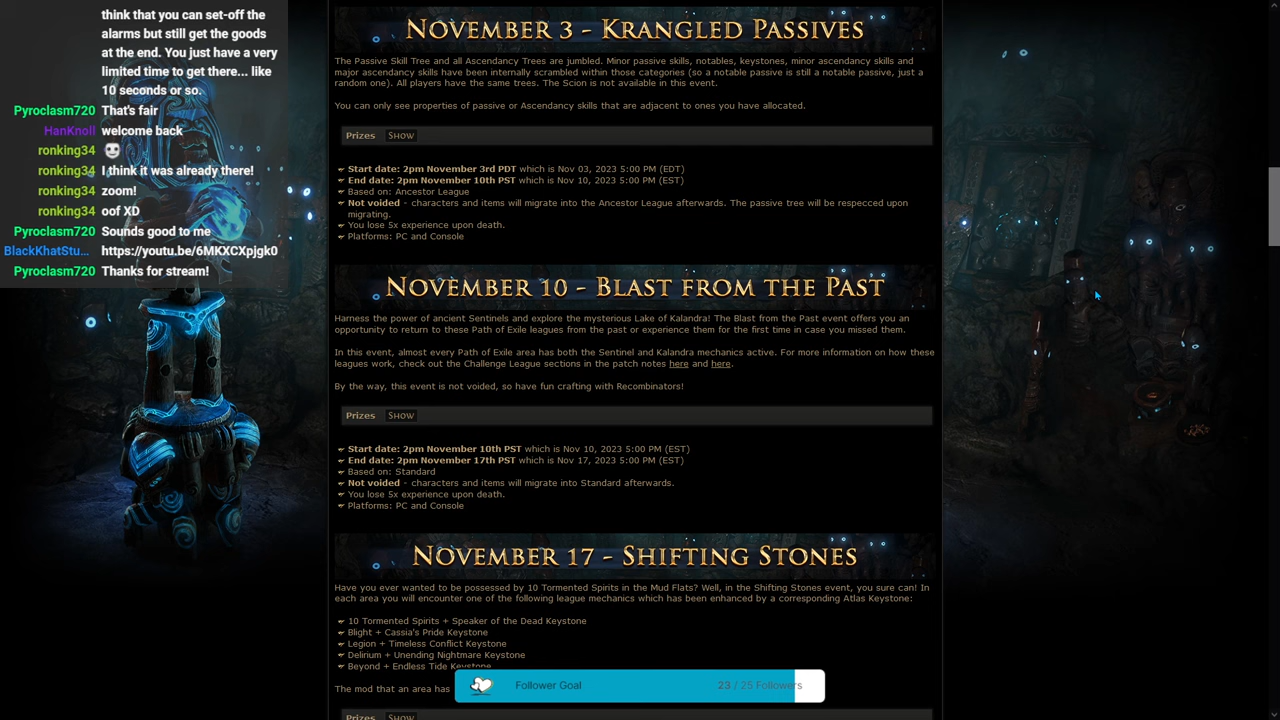 think that you can set-off the
alarms but still get the goods
at the end. You just have a very
limited time to get there... like
10 seconds or so.
Pyroclasm720 That's fair
HanKnoll welcome back
ronking34
ronking34 I think it was already there!
ronking34 zoom!
ronking34 oof XD
Pyroclasm720 Sounds good to me
BlackKhatStu... https://youtu.be/6MKXCXpjgk0
Pyroclasm720 Thanks for stream!
November 3 - Krangled Passives
The Passive Skill Tree and all Ascendancy Trees are jumbled. Minor passive skills, notables, keystones, minor ascendancy skills and
major ascendancy skills have been internally scrambled within those categories (so a notable passive is still a notable passive, just a
random one). All players have the same trees. The Scion is not available in this event.
You can only see properties of passive or Ascendancy skills that are adjacent to ones you have allocated.
Prizes Show
Start date: 2pm November 3rd PDT which is Nov 03, 2023 5:00 PM (EDT)
End date: 2pm November 10th PST which is Nov 10, 2023 5:00 PM (EST)
Based on: Ancestor League
Not voided - characters and items will migrate into the Ancestor League afterwards. The passive tree will be respecced upon
migrating.
You lose 5x experience upon death.
Platforms: PC and Console
November 10 - Blast from the Past
Harness the power of ancient Sentinels and explore the mysterious Lake of Kalandra! The Blast from the Past event offers you an
opportunity to return to these Path of Exile leagues from the past or experience them for the first time in case you missed them.
In this event, almost every Path of Exile area has both the Sentinel and Kalandra mechanics active. For more information on how these
leagues work, check out the Challenge League sections in the patch notes here and here.
By the way, this event is not voided, so have fun crafting with Recombinators!
Prizes Show
Start date: 2pm November 10th PST which is Nov 10, 2023 5:00 PM (EST)
End date: 2pm November 17th PST which is Nov 17, 2023 5:00 PM (EST)
Based on: Standard
Not voided - characters and items will migrate into Standard afterwards.
You lose 5x experience upon death.
Platforms: PC and Console
November 17 - Shifting Stones
Have you ever wanted to be possessed by 10 Tormented Spirits in the Mud Flats? Well, in the Shifting Stones event, you sure can! In
each area you will encounter one of the following league mechanics which has been enhanced by a corresponding Atlas Keystone:
10 Tormented Spirits + Speaker of the Dead Keystone
Blight + Cassia's Pride Keystone
Legion + Timeless Conflict Keystone
Delirium + Unending Nightmare Keystone
Beyond + Endless Tide Keystone
The mod that an area has
Follower Goal 23 / 25 Followers
Prizes Show